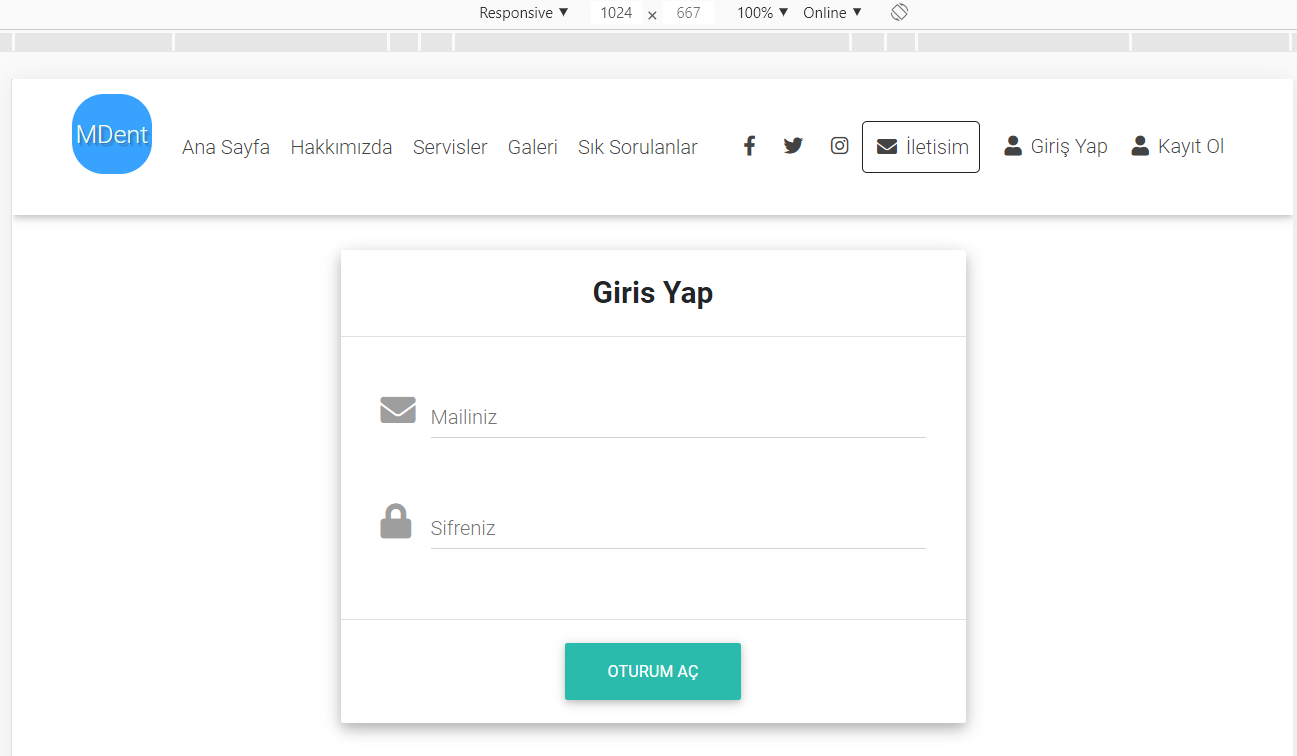 Responsive ▼ 1024 × 667 100% ▼ Online ▼
MDent Ana Sayfa Hakkımızda Servisler Galeri Sık Sorulanlar İletisim Giriş Yap Kayıt Ol
Giris Yap
Mailiniz
Sifreniz
OTURUM AÇ